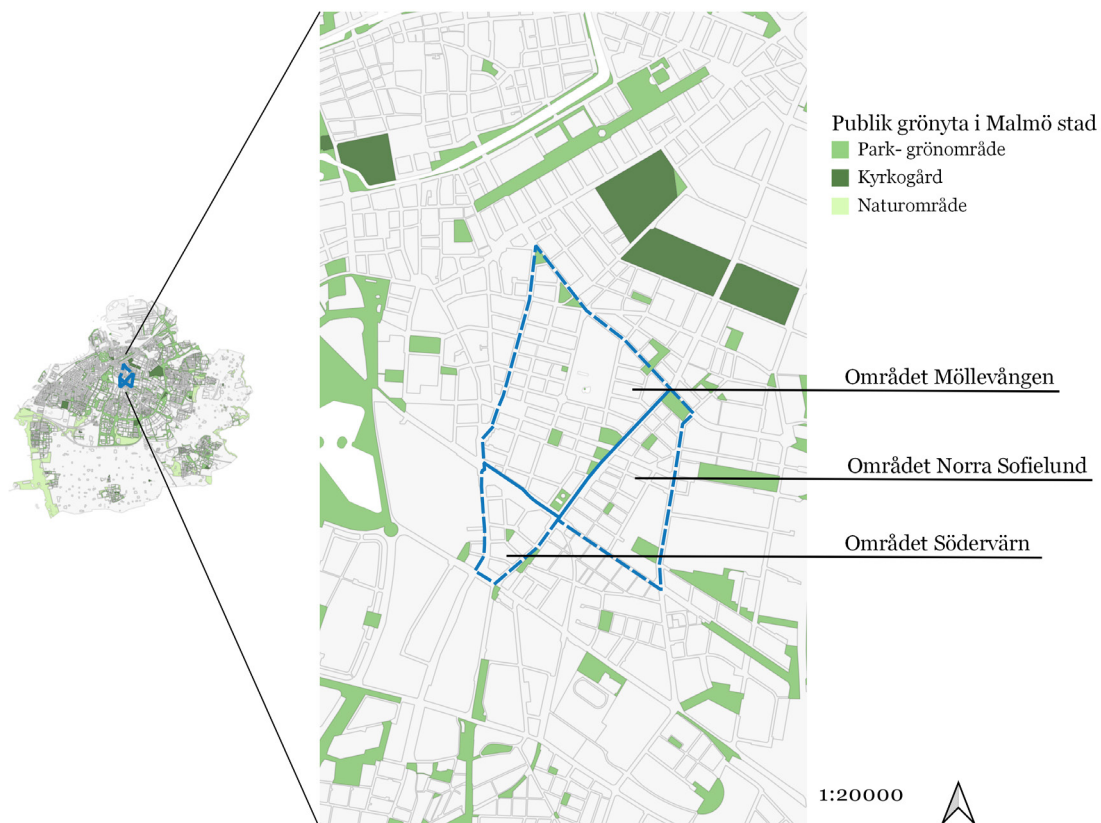 Publik grönyta i Malmö stad
Park- grönområde
Kyrkogård
Naturområde
Området Möllevången
Området Norra Sofielund
Området Södervärn
1:20000